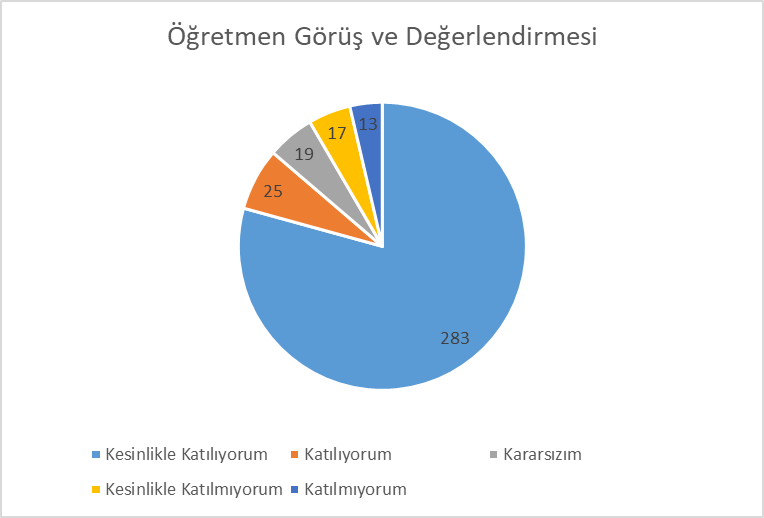 Öğretmen Görüş ve Değerlendirmesi
13
17
19
25
283
Kesinlikle Katılıyorum Katılıyorum Kararsızım
Kesinlikle Katılmıyorum Katılmıyorum